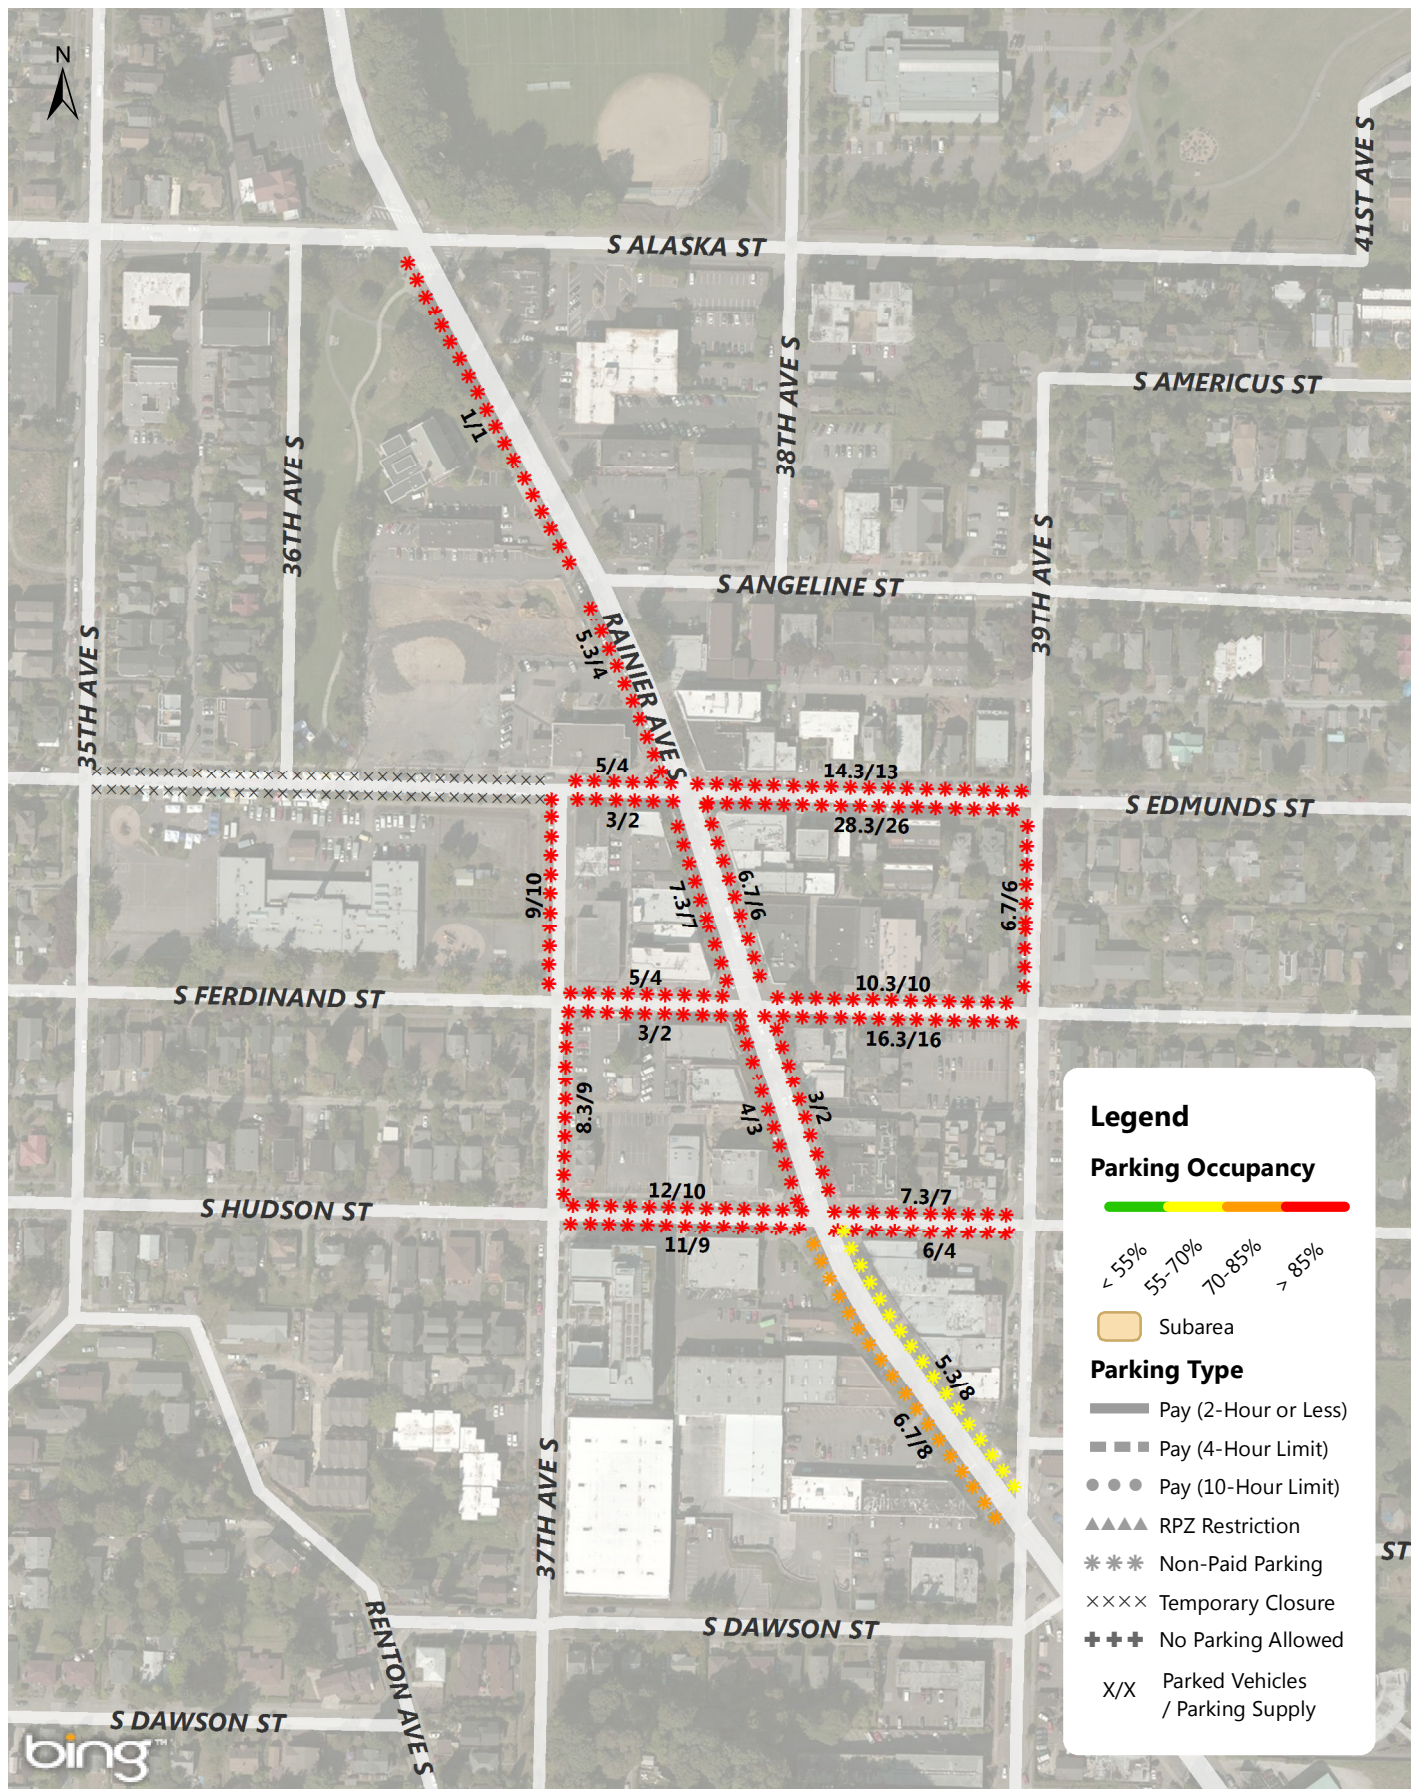 N
S ALASKA ST
41ST AVE S
38TH AVE S
S AMERICUS ST
1/1
36TH AVE S
39TH AVE S
S ANGELINE ST
35TH AVE S
RAINIER AVE S
5.3/4
5/4
14.3/13
3/2
28.3/26
S EDMUNDS ST
9/10
7.3/7
6.7/6
6.7/6
5/4
10.3/10
S FERDINAND ST
3/2
16.3/16
8.3/9
4/3
3/2
12/10
7.3/7
S HUDSON ST
11/9
6/4
5.3/8
6.7/8
37TH AVE S
RENTON AVE S
S DAWSON ST
S DAWSON ST
ST
bing™
Legend
Parking Occupancy
< 55%
55-70%
70-85%
> 85%
Subarea
Parking Type
Pay (2-Hour or Less)
Pay (4-Hour Limit)
Pay (10-Hour Limit)
RPZ Restriction
Non-Paid Parking
Temporary Closure
No Parking Allowed
X/X Parked Vehicles
/ Parking Supply